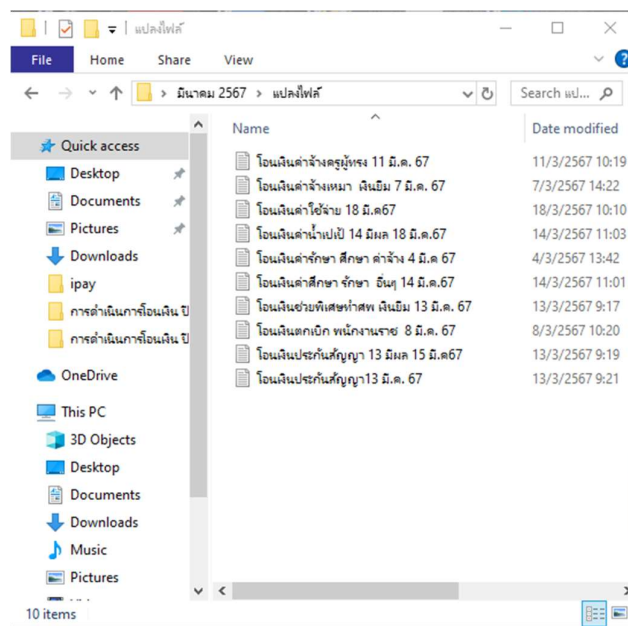 แปลงไฟล์
File Home Share View
มีนาคม 2567 > แปลงไฟล์ Search แป...
Name Date modified
Quick access
Desktop
Documents
Pictures
Downloads
ipay
การดำเนินการโอนเงิน ปี
การดำเนินการโอนเงิน ปี
OneDrive
This PC
3D Objects
Desktop
Documents
Downloads
Music
Pictures
โอนเงินค่าจ้างครูผู้ทรง 11 มี.ค. 67 11/3/2567 10:19
โอนเงินค่าจ้างเหมา เงินยืม 7 มี.ค. 67 7/3/2567 14:22
โอนเงินค่าใช้จ่าย 18 มี.ค67 18/3/2567 10:10
โอนเงินค่าน้ำเปเป้ 14 มีผล 18 มี.ค.67 14/3/2567 11:03
โอนเงินค่ารักษา ศึกษา ค่าจ้าง 4 มี.ค 67 4/3/2567 13:42
โอนเงินค่าศึกษา รักษา อื่นๆ 14 มี.ค.67 14/3/2567 11:01
โอนเงินช่วยพิเศษทำศพ เงินยืม 13 มี.ค. 67 13/3/2567 9:17
โอนเงินตกเบิก พนักงานราช 8 มี.ค. 67 8/3/2567 10:20
โอนเงินประกันสัญญา 13 มีผล 15 มี.ค67 13/3/2567 9:19
โอนเงินประกันสัญญา13 มี.ค. 67 13/3/2567 9:21
10 items